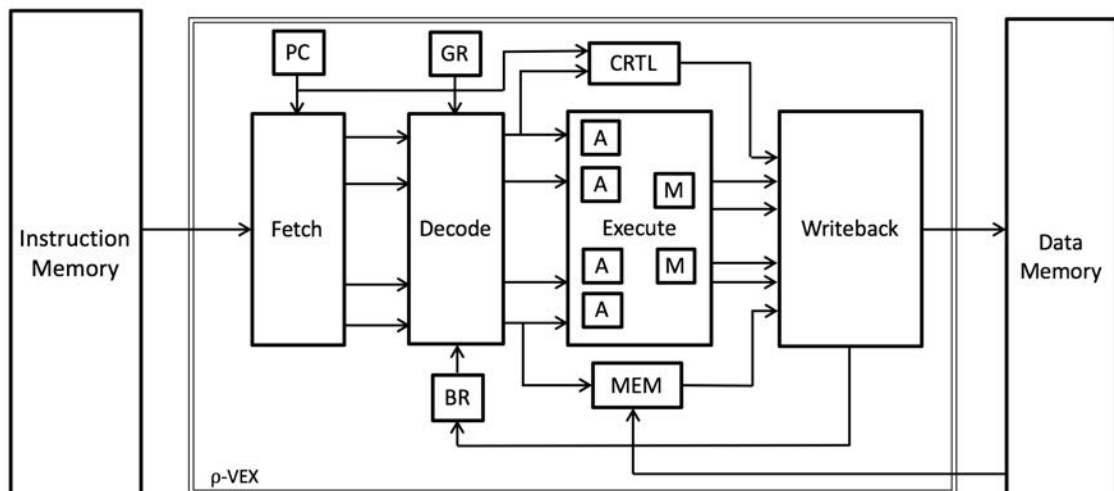 PC
GR
CRTL
A
A
M
Instruction
Memory
Fetch
Decode
Execute
Writeback
Data
Memory
A
M
A
BR
MEM
ρ-VEX